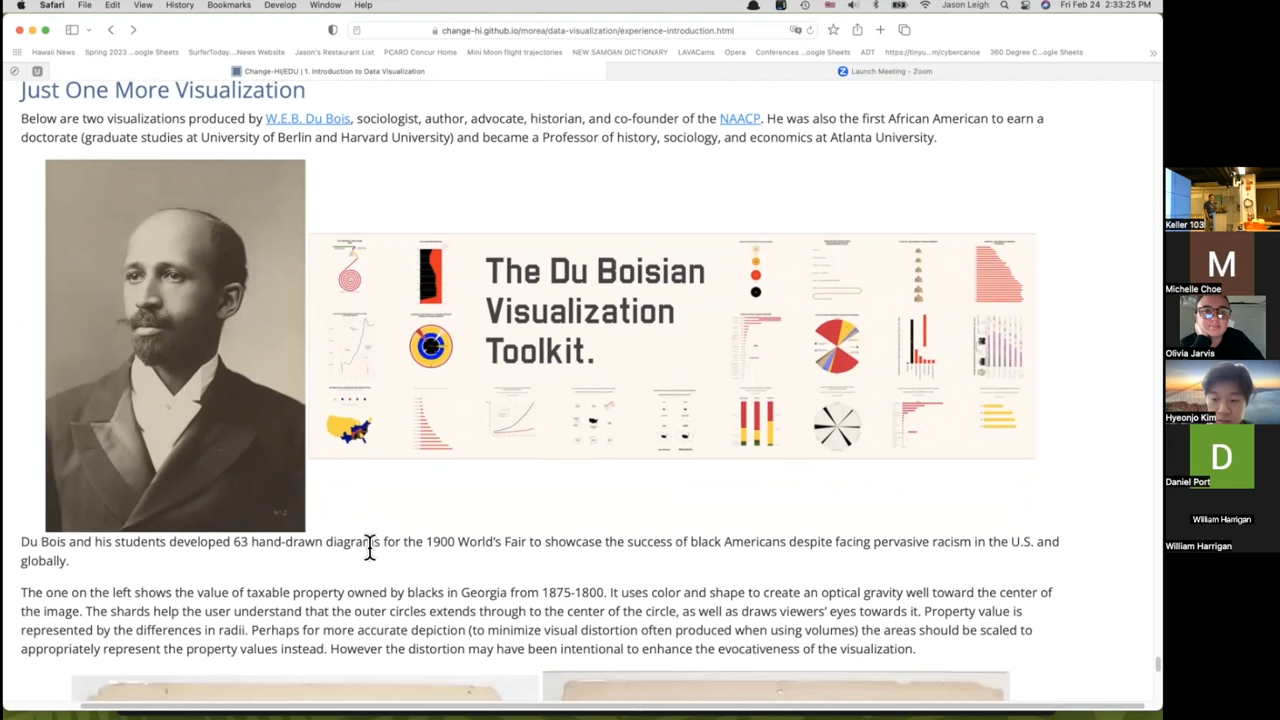 Safari File Edit View History Bookmarks Develop Window Help Jason Leigh Fri Feb 24 2:33:25 PM
change-hi.github.io/morea/data-visualization/experience-introduction.html
Hawaii News Spring 2023 ...oogle Sheets SurferToday....News Website Jason's Restaurant List PCARD Concur Home Mini Moon flight trajectories NEW SAMOAN DICTIONARY LAVACams Opera Conferences ...oogle Sheets ADT https://tinyu...m/cybercanoe 360 Degree C...ogle Sheets
Change-HI/EDU | 1. Introduction to Data Visualization
Launch Meeting - Zoom
Just One More Visualization
Below are two visualizations produced by W.E.B. Du Bois, sociologist, author, advocate, historian, and co-founder of the NAACP. He was also the first African American to earn a
doctorate (graduate studies at University of Berlin and Harvard University) and became a Professor of history, sociology, and economics at Atlanta University.
The Du Boisian
Visualization
Toolkit.
Du Bois and his students developed 63 hand-drawn diagrams for the 1900 World's Fair to showcase the success of black Americans despite facing pervasive racism in the U.S. and
globally.
The one on the left shows the value of taxable property owned by blacks in Georgia from 1875-1800. It uses color and shape to create an optical gravity well toward the center of
the image. The shards help the user understand that the outer circles extends through to the center of the circle, as well as draws viewers' eyes towards it. Property value is
represented by the differences in radii. Perhaps for more accurate depiction (to minimize visual distortion often produced when using volumes) the areas should be scaled to
appropriately represent the property values instead. However the distortion may have been intentional to enhance the evocativeness of the visualization.
Keller 103
M
Michelle Choe
Olivia Jarvis
Hyeonjo Kim
D
Daniel Port
William Harrigan
William Harrigan